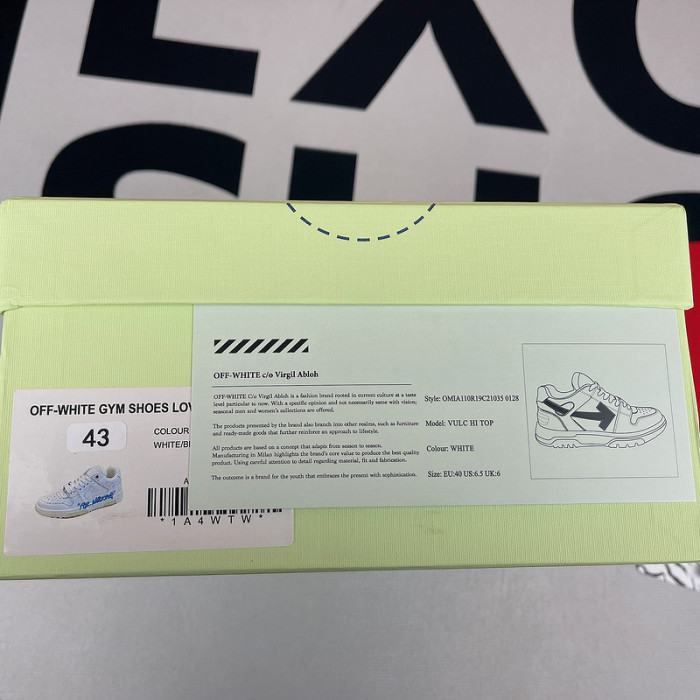 OFF-WHITE c/o Virgil Abloh
OFF-WHITE C/o Virgil Abloh is a fashion brand rooted in current culture at a taste
level particular to now. With a specific opinion and not necessarily same with vision;
seasonal men and women's collections are offered.
The products presented by the brand also branch from other realms, such as furniture
and ready-made goods that further reinforce an approach to lifestyle.
All products are based on a concept that adapts from season to season.
Manufacturing in Milan highlights the brand's core value to produce the best quality
product. Using careful attention to detail regarding material, fit and fabrication.
The outcome is a brand for the youth that embraces the present with sophistication.
Style: OMIA110R19C21035 0128
Model: VULC HI TOP
Colour: WHITE
Size: EU:40 US:6.5 UK:6
OFF-WHITE GYM SHOES LOV
43
COLOUR
WHITE/B
A
*1A4WTW*